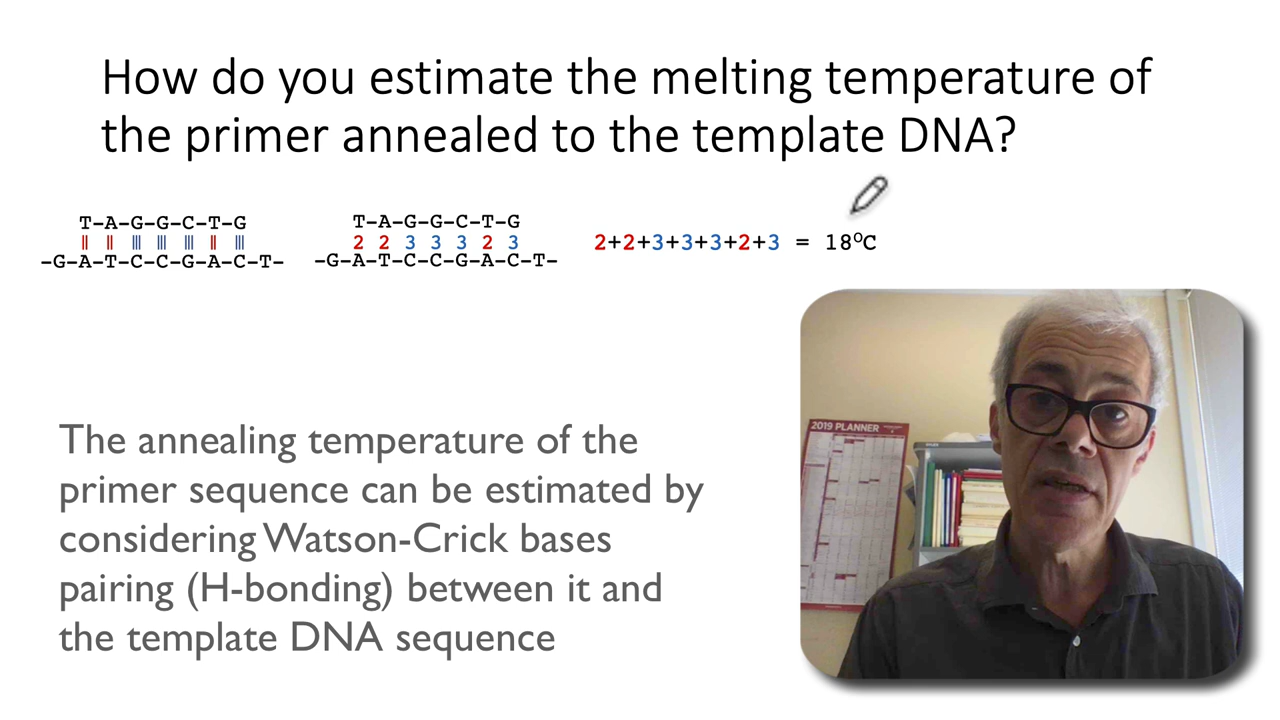 How do you estimate the melting temperature of
the primer annealed to the template DNA?
T-A-G-G-C-T-G
-G-A-T-C-C-G-A-C-T-
T-A-G-G-C-T-G
2 2 3 3 3 2 3
-G-A-T-C-C-G-A-C-T-
2+2+3+3+3+2+3 = 18°C
The annealing temperature of the
primer sequence can be estimated by
considering Watson-Crick bases
pairing (H-bonding) between it and
the template DNA sequence
2019 PLANNER